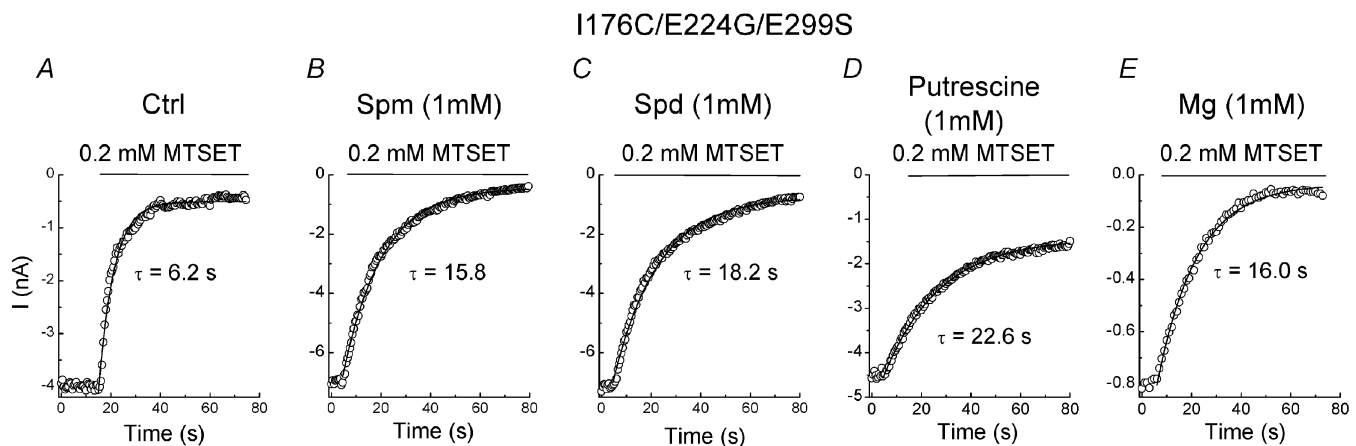 I176C/E224G/E299S
A
Ctrl
0.2 mM MTSET
0
-1
-2
-3
-4
I (nA)
τ = 6.2 s
0 20 40 60 80
Time (s)
B
Spm (1mM)
0.2 mM MTSET
0
-2
-4
-6
τ = 15.8
0 20 40 60 80
Time (s)
C
Spd (1mM)
0.2 mM MTSET
0
-2
-4
-6
τ = 18.2 s
0 20 40 60 80
Time (s)
D
Putrescine
(1mM)
0.2 mM MTSET
0
-1
-2
-3
-4
-5
τ = 22.6 s
0 20 40 60 80
Time (s)
E
Mg (1mM)
0.2 mM MTSET
0.0
-0.2
-0.4
-0.6
-0.8
τ = 16.0 s
0 20 40 60 80
Time (s)